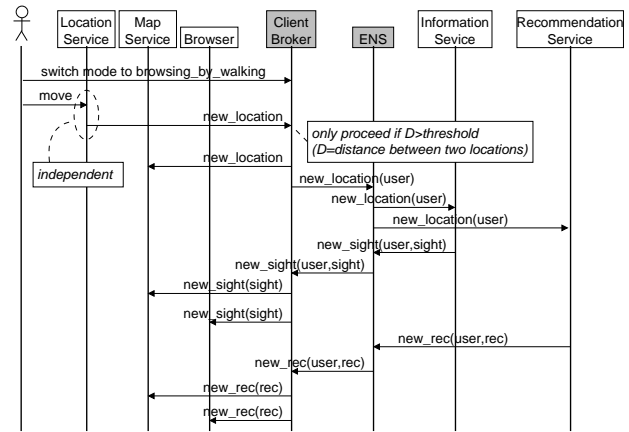 Location
Service
Map
Service
Browser
Client
Broker
ENS
Information
Sevice
Recommendation
Service
switch mode to browsing_by_walking
move
new_location
only proceed if D>threshold
(D=distance between two locations)
new_location
independent
new_location(user)
new_location(user)
new_location(user)
new_sight(user,sight)
new_sight(user,sight)
new_sight(sight)
new_sight(sight)
new_rec(user,rec)
new_rec(user,rec)
new_rec(rec)
new_rec(rec)